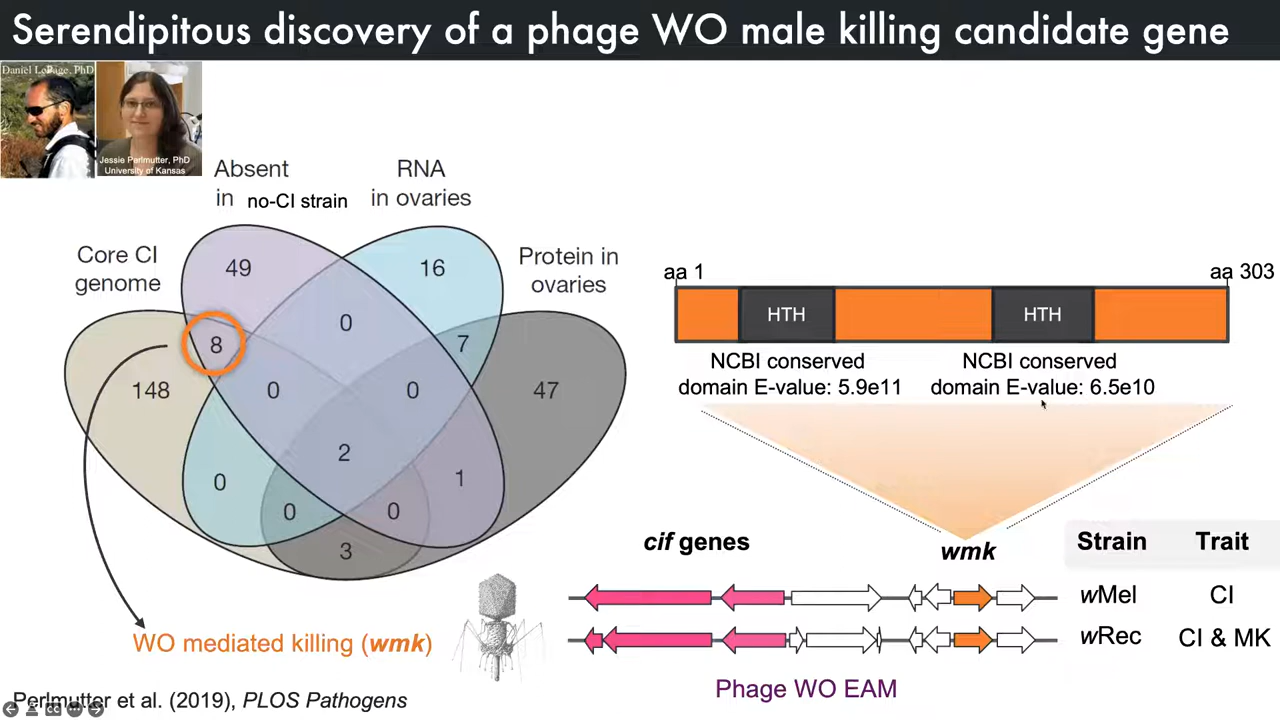 Serendipitous discovery of a phage WO male killing candidate gene
Daniel LePage, PhD
Jessie Perlmutter, PhD
University of Kansas
Absent
in no-CI strain
RNA
in ovaries
Core CI
genome
Protein in
ovaries
49
16
0
8
7
148
0
0
47
2
0
1
0
0
3
WO mediated killing (wmk)
Perlmutter et al. (2019), PLOS Pathogens
aa 1
aa 303
HTH
HTH
NCBI conserved
domain E-value: 5.9e11
NCBI conserved
domain E-value: 6.5e10
cif genes
wmk
Strain
Trait
wMel
CI
wRec
CI & MK
Phage WO EAM